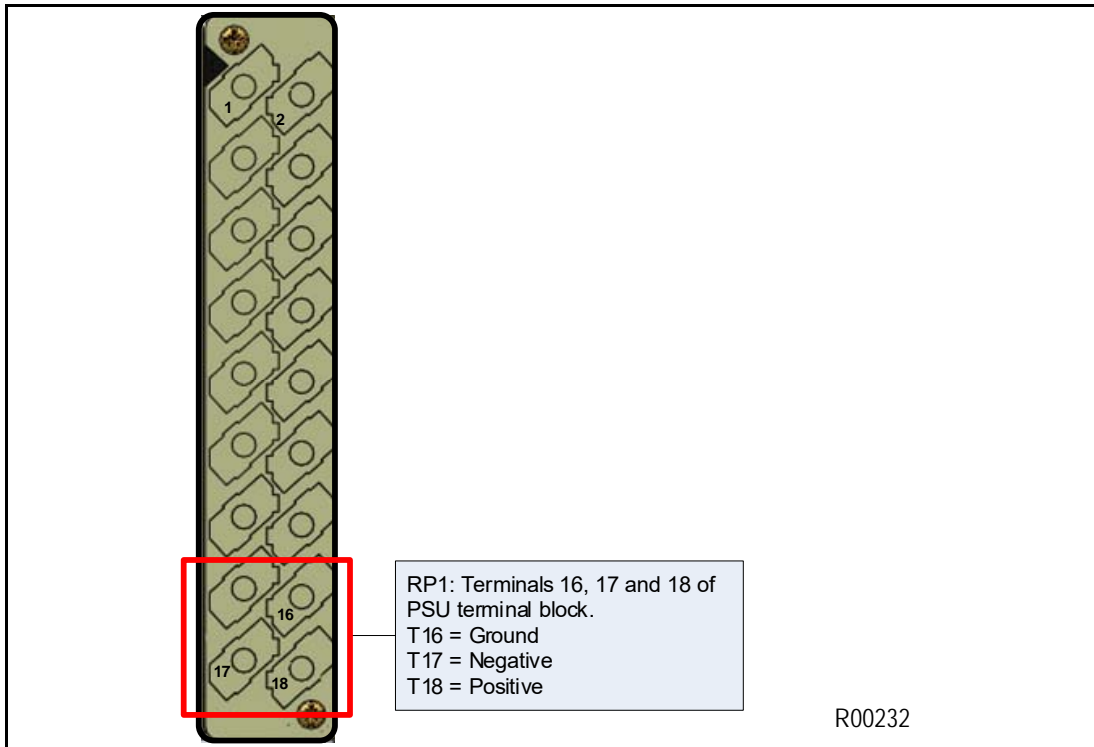 1
2
16
17
18
RP1: Terminals 16, 17 and 18 of
PSU terminal block.
T16 = Ground
T17 = Negative
T18 = Positive
R00232